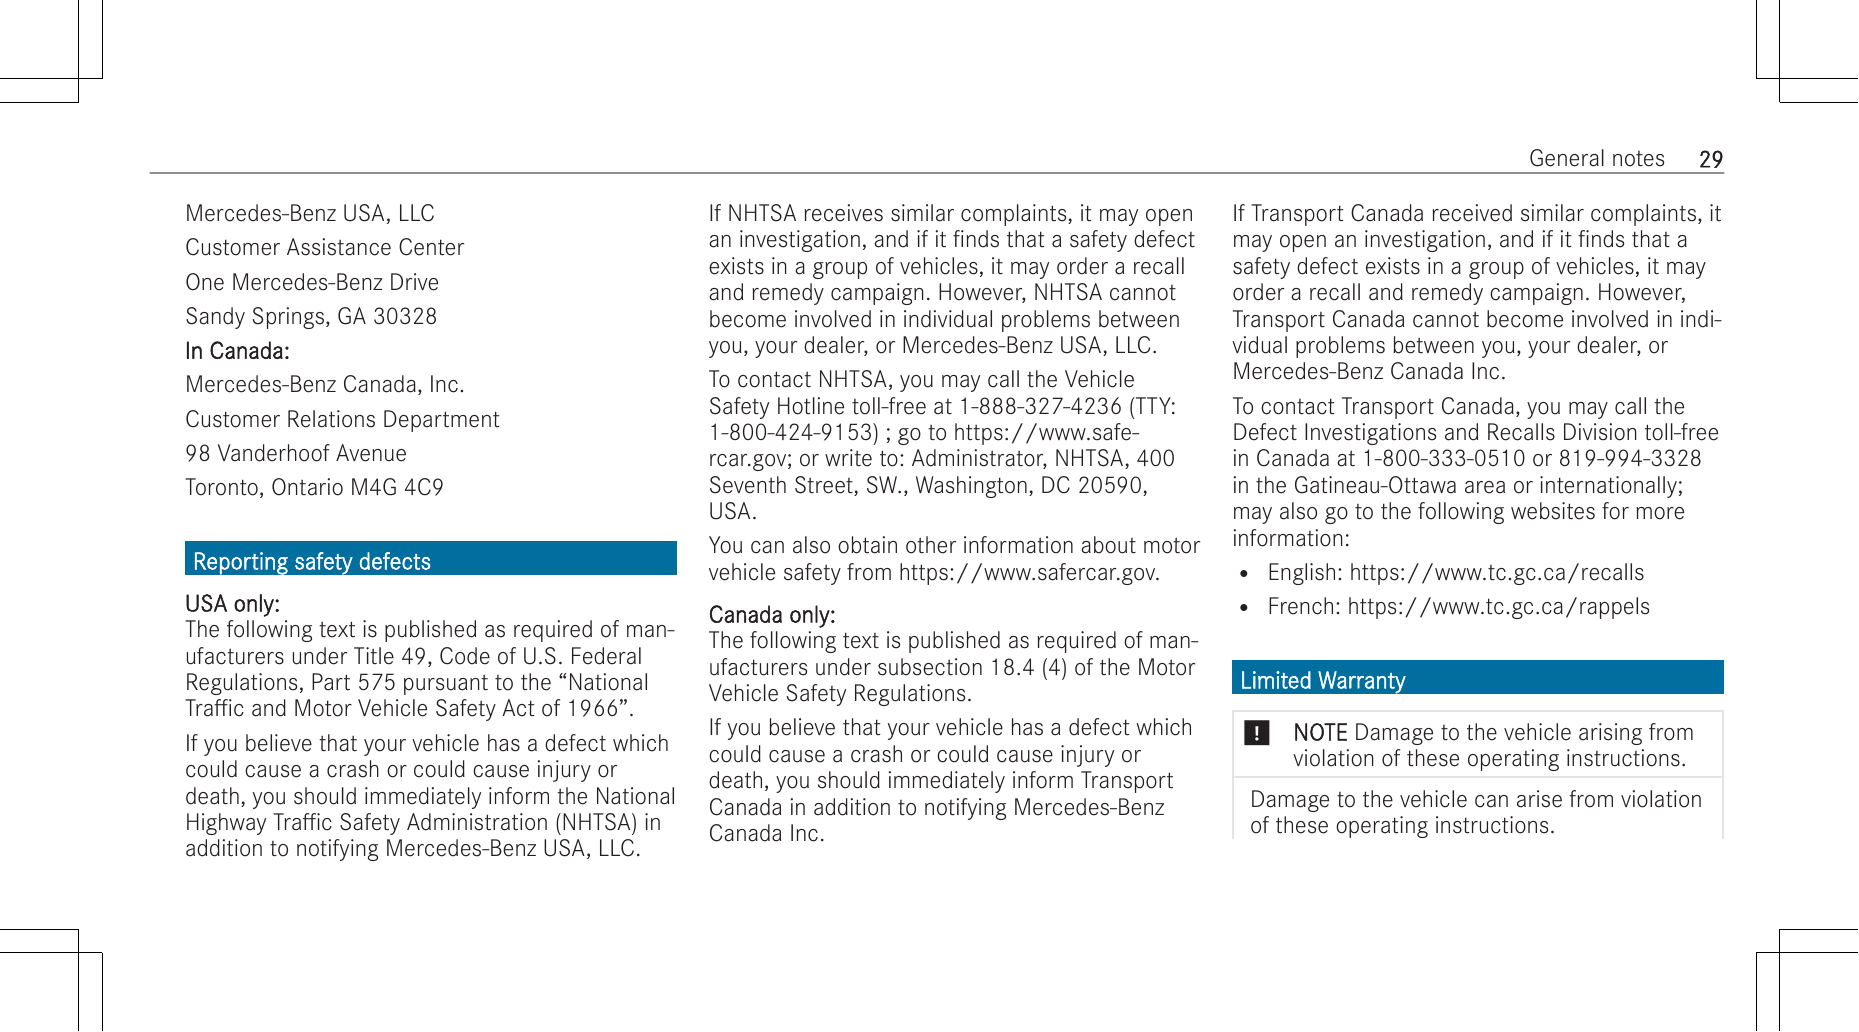 General notes 29
Mercedes-Benz USA, LLC
Customer Assistance Center
One Mercedes-Benz Drive
Sandy Springs, GA 30328
In Canada:
Mercedes-Benz Canada, Inc.
Customer Relations Department
98 Vanderhoof Avenue
Toronto, Ontario M4G 4C9
Reporting safety defects
USA only:
The following text is published as required of man-
ufacturers under Title 49, Code of U.S. Federal
Regulations, Part 575 pursuant to the “National
Traffic and Motor Vehicle Safety Act of 1966”.
If you believe that your vehicle has a defect which
could cause a crash or could cause injury or
death, you should immediately inform the National
Highway Traffic Safety Administration (NHTSA) in
addition to notifying Mercedes-Benz USA, LLC.
If NHTSA receives similar complaints, it may open
an investigation, and if it finds that a safety defect
exists in a group of vehicles, it may order a recall
and remedy campaign. However, NHTSA cannot
become involved in individual problems between
you, your dealer, or Mercedes-Benz USA, LLC.
To contact NHTSA, you may call the Vehicle
Safety Hotline toll-free at 1-888-327-4236 (TTY:
1-800-424-9153) ; go to https://www.safe-
rcar.gov; or write to: Administrator, NHTSA, 400
Seventh Street, SW., Washington, DC 20590,
USA.
You can also obtain other information about motor
vehicle safety from https://www.safercar.gov.
Canada only:
The following text is published as required of man-
ufacturers under subsection 18.4 (4) of the Motor
Vehicle Safety Regulations.
If you believe that your vehicle has a defect which
could cause a crash or could cause injury or
death, you should immediately inform Transport
Canada in addition to notifying Mercedes-Benz
Canada Inc.
If Transport Canada received similar complaints, it
may open an investigation, and if it finds that a
safety defect exists in a group of vehicles, it may
order a recall and remedy campaign. However,
Transport Canada cannot become involved in indi-
vidual problems between you, your dealer, or
Mercedes-Benz Canada Inc.
To contact Transport Canada, you may call the
Defect Investigations and Recalls Division toll-free
in Canada at 1-800-333-0510 or 819-994-3328
in the Gatineau-Ottawa area or internationally;
may also go to the following websites for more
information:
• English: https://www.tc.gc.ca/recalls
• French: https://www.tc.gc.ca/rappels
Limited Warranty
! NOTE Damage to the vehicle arising from
violation of these operating instructions.
Damage to the vehicle can arise from violation
of these operating instructions.